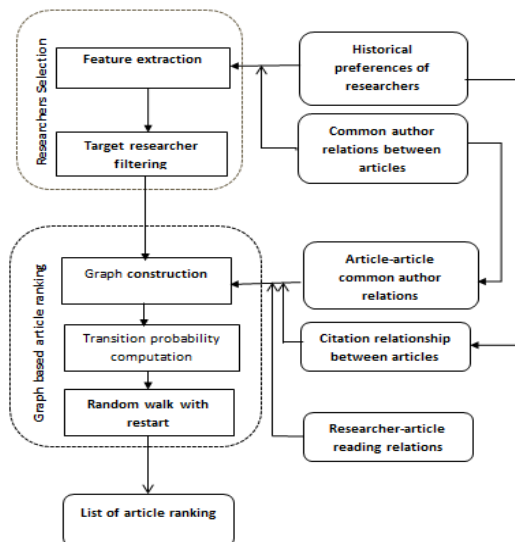 Researchers Selection
Feature extraction
Target researcher
filtering
Historical
preferences of
researchers
Common author
relations between
articles
Graph based article ranking
Graph construction
Transition probability
computation
Random walk with
restart
Article-article
common author
relations
Citation relationship
between articles
Researcher-article
reading relations
List of article ranking